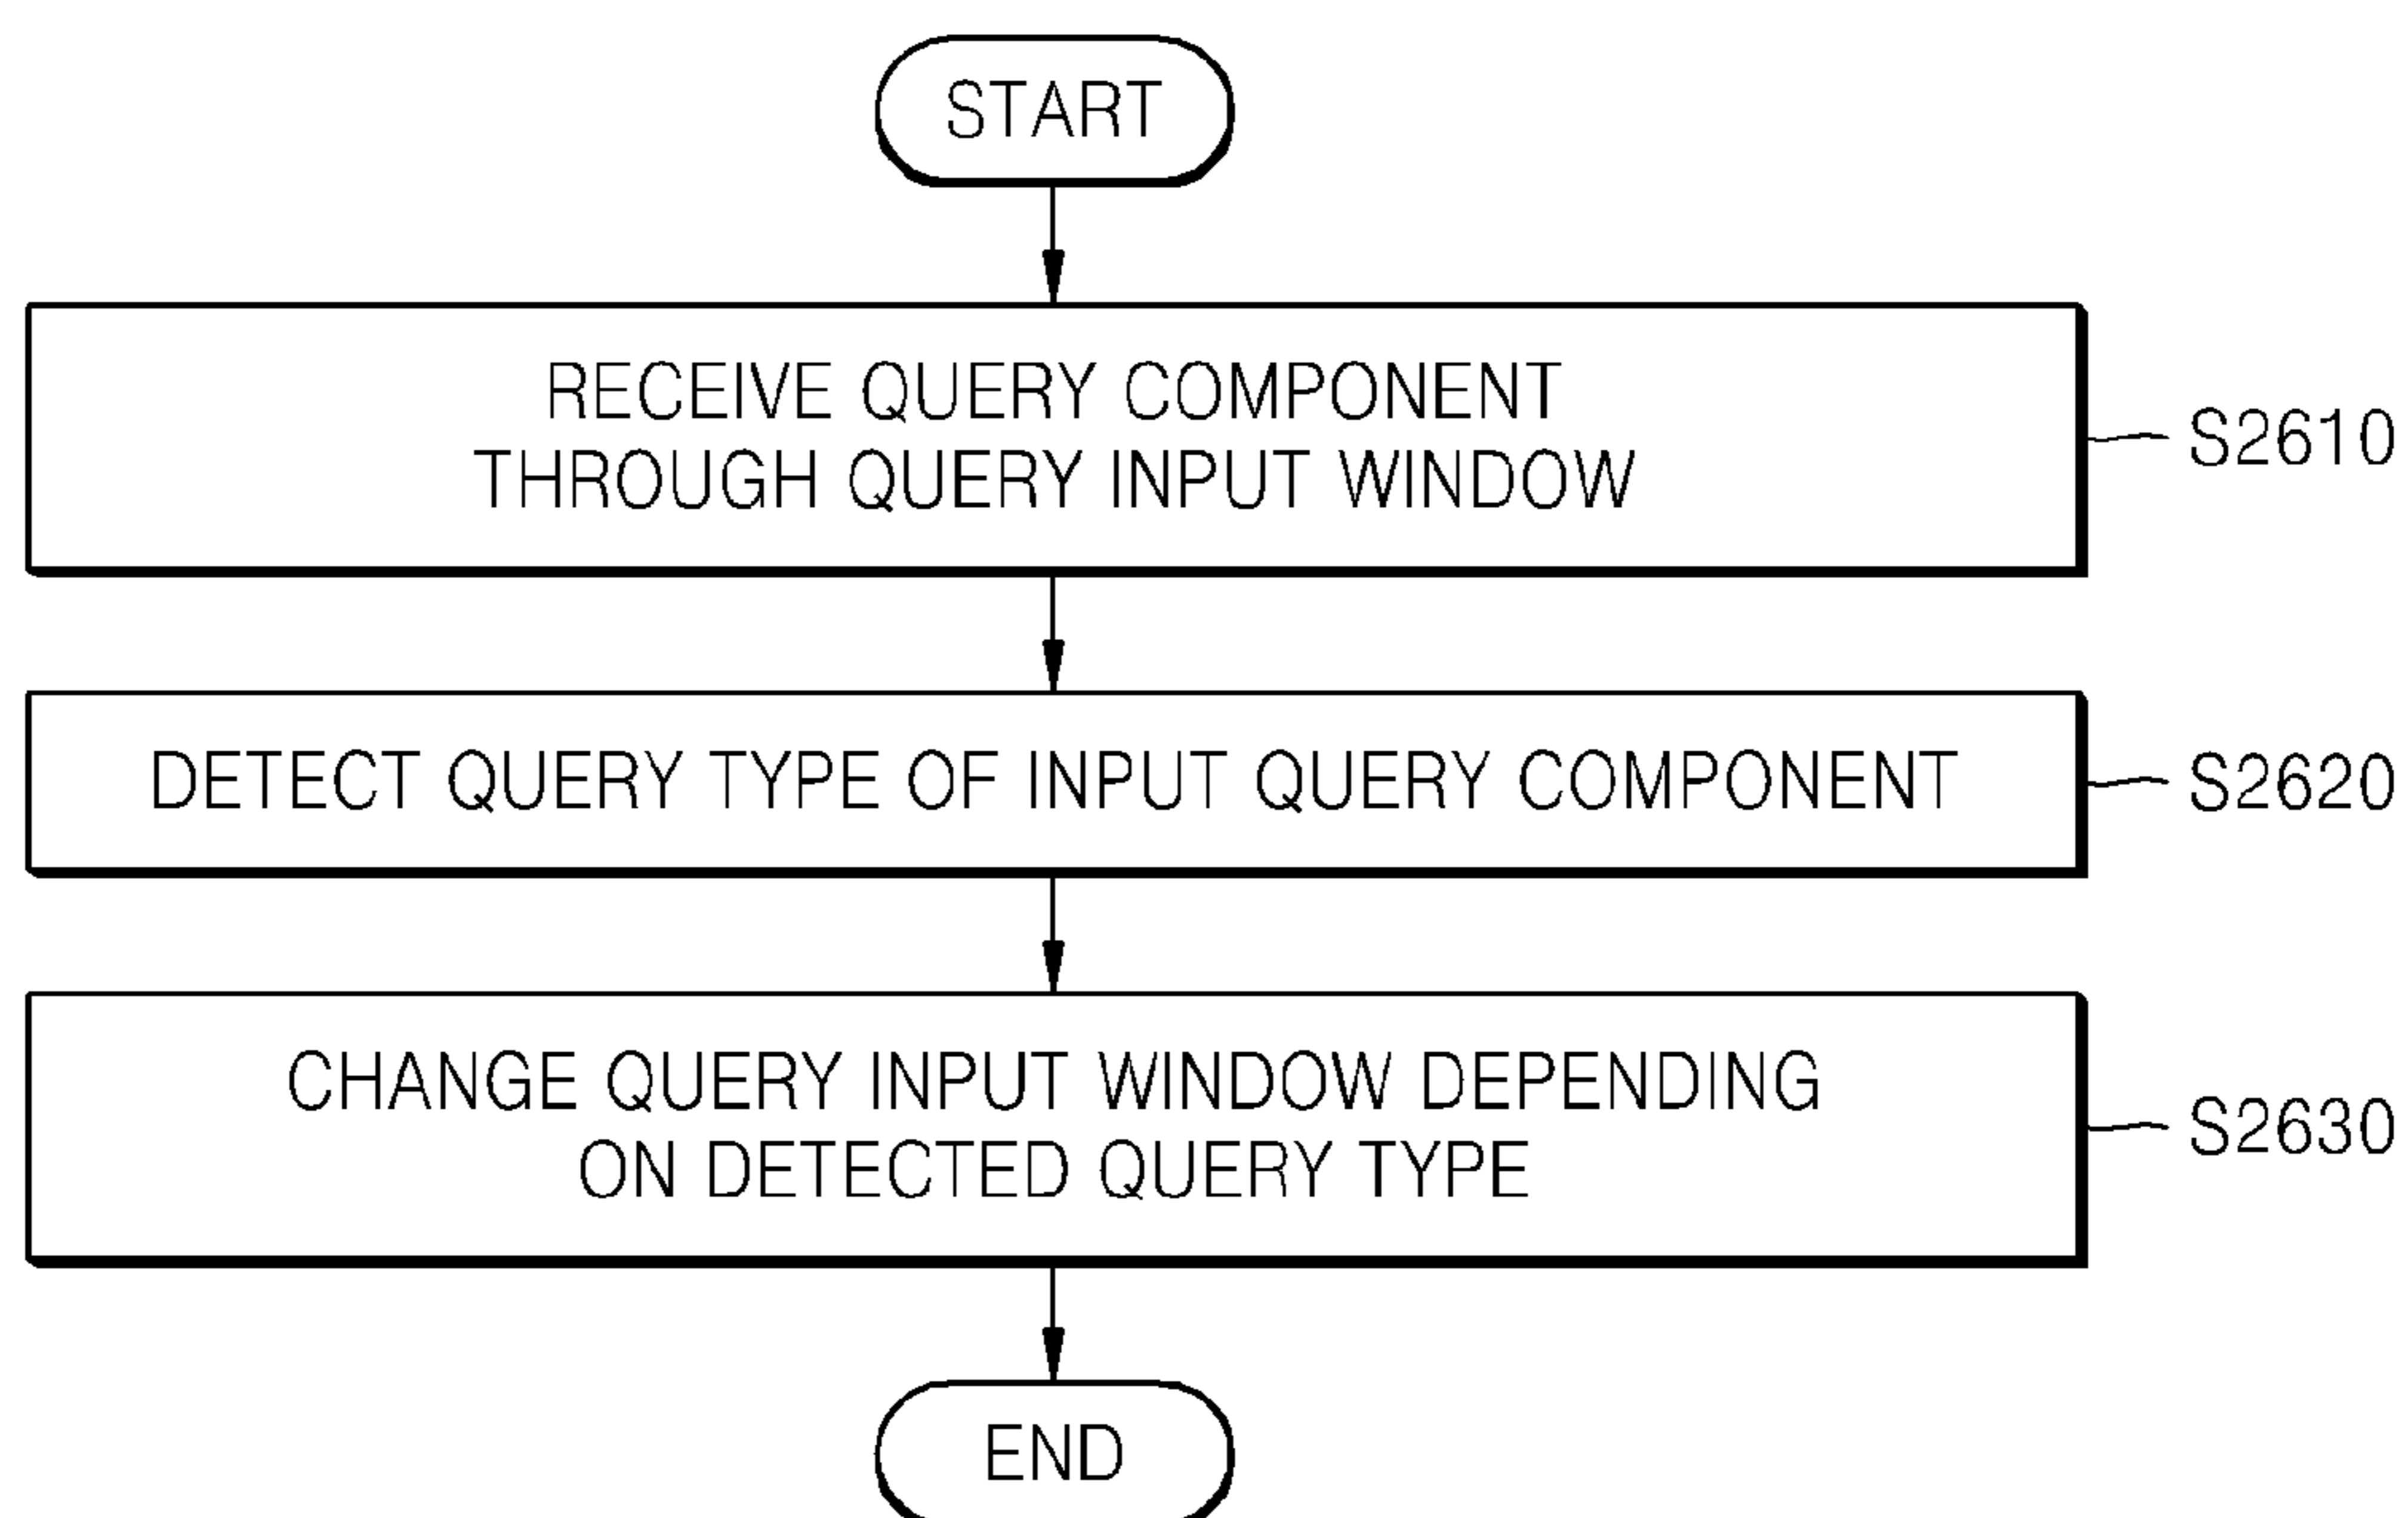 START
RECEIVE QUERY COMPONENT
THROUGH QUERY INPUT WINDOW
S2610
DETECT QUERY TYPE OF INPUT QUERY COMPONENT
S2620
CHANGE QUERY INPUT WINDOW DEPENDING
ON DETECTED QUERY TYPE
S2630
END